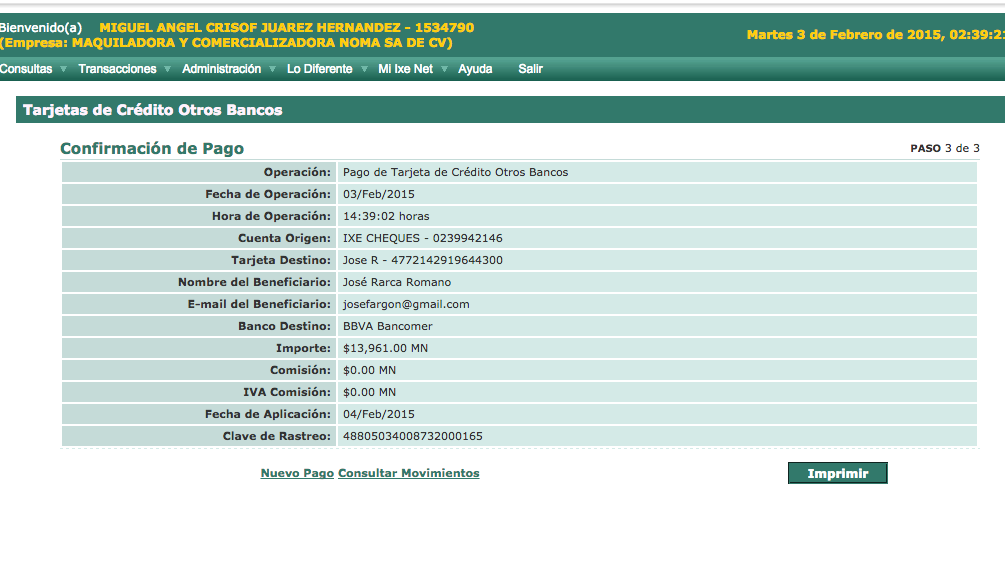 Bienvenido(a) MIGUEL ANGEL CRISOF JUAREZ HERNANDEZ - 1534790
(Empresa: MAQUILADORA Y COMERCIALIZADORA NOMA SA DE CV)
Martes 3 de Febrero de 2015, 02:39:21
Consultas Transacciones Administración Lo Diferente Mi Ixe Net Ayuda Salir
Tarjetas de Crédito Otros Bancos
Confirmación de Pago PASO 3 de 3
Operación: Pago de Tarjeta de Crédito Otros Bancos
Fecha de Operación: 03/Feb/2015
Hora de Operación: 14:39:02 horas
Cuenta Origen: IXE CHEQUES - 0239942146
Tarjeta Destino: Jose R - 4772142919644300
Nombre del Beneficiario: José Rarca Romano
E-mail del Beneficiario: josefargon@gmail.com
Banco Destino: BBVA Bancomer
Importe: $13,961.00 MN
Comisión: $0.00 MN
IVA Comisión: $0.00 MN
Fecha de Aplicación: 04/Feb/2015
Clave de Rastreo: 48805034008732000165
Nuevo Pago Consultar Movimientos Imprimir